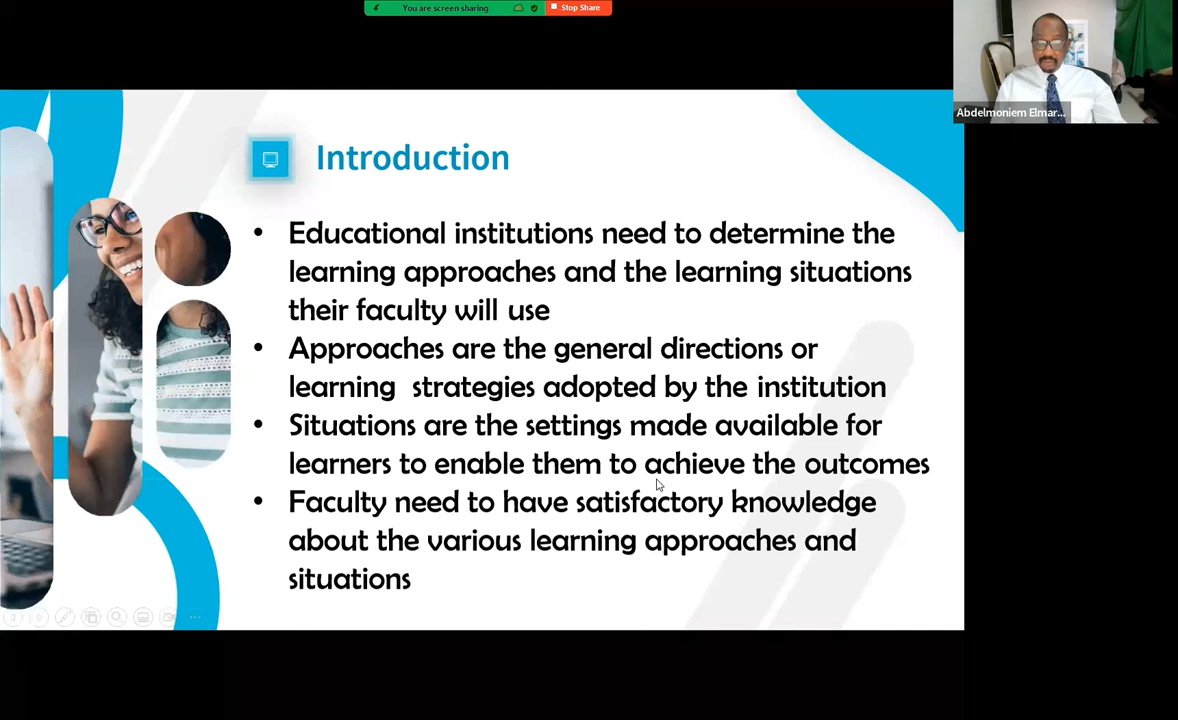 You are screen sharing
Stop Share
Abdelmoniem Elmar...
Introduction
• Educational institutions need to determine the
learning approaches and the learning situations
their faculty will use
• Approaches are the general directions or
learning  strategies adopted by the institution
• Situations are the settings made available for
learners to enable them to achieve the outcomes
• Faculty need to have satisfactory knowledge
about the various learning approaches and
situations